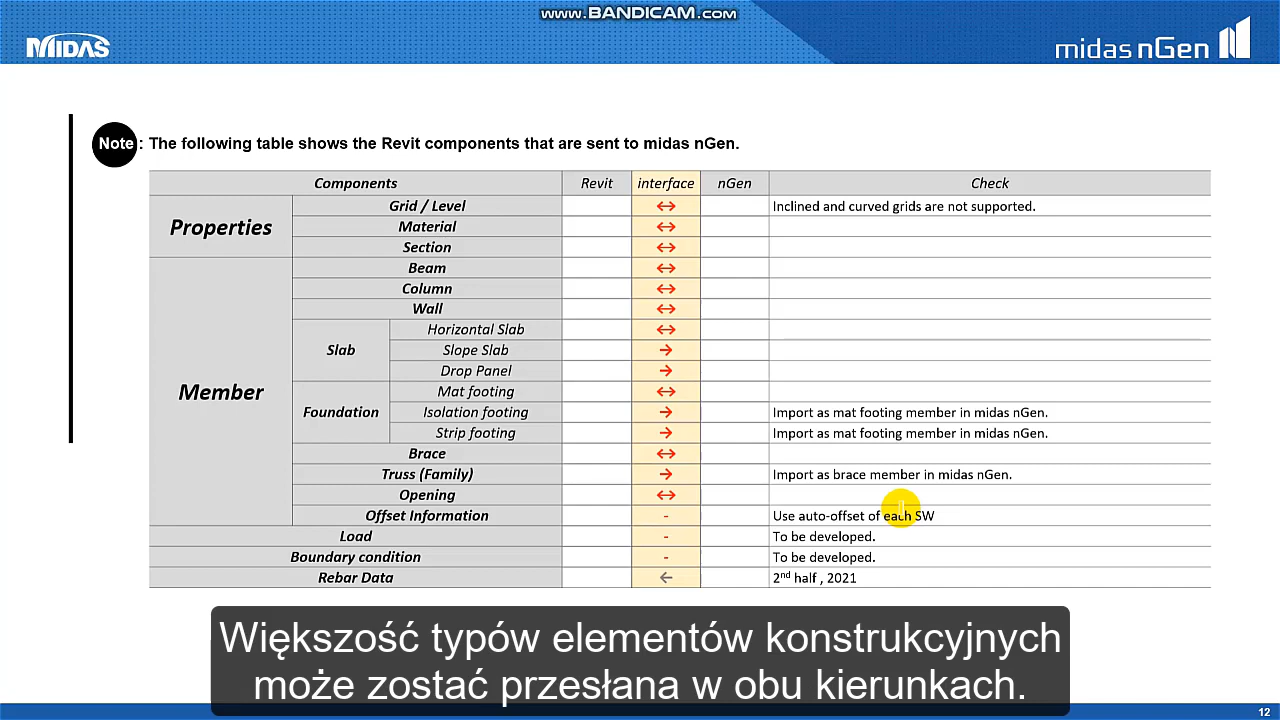 www.BANDICAM.com
MIDAS
midas nGen
Note : The following table shows the Revit components that are sent to midas nGen.
Components Revit interface nGen Check
Properties
Grid / Level ↔ Inclined and curved grids are not supported.
Material ↔
Section ↔
Member
Beam ↔
Column ↔
Wall ↔
Slab
Horizontal Slab ↔
Slope Slab →
Drop Panel →
Foundation
Mat footing ↔
Isolation footing → Import as mat footing member in midas nGen.
Strip footing → Import as mat footing member in midas nGen.
Brace ↔
Truss (Family) → Import as brace member in midas nGen.
Opening ↔
Offset Information - Use auto-offset of each SW
Load - To be developed.
Boundary condition - To be developed.
Rebar Data ← 2nd half , 2021
Większość typów elementów konstrukcyjnych
może zostać przesłana w obu kierunkach.
12